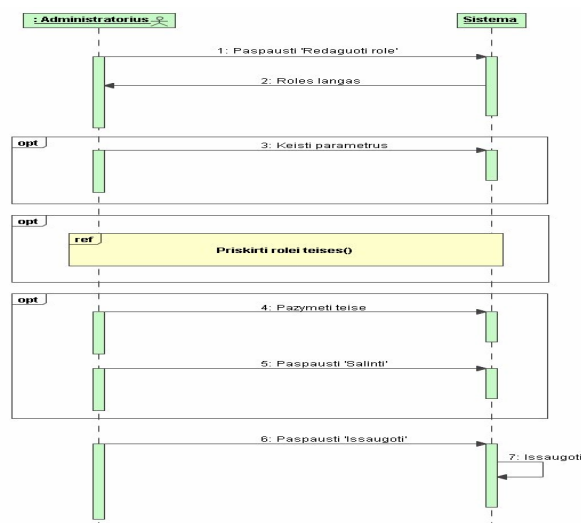 : Administratorius
Sistema
1: Paspausti 'Redaguoti role'
2: Roles langas
opt
3: Keisti parametrus
opt
ref
Priskirti rolei teises()
opt
4: Pazymeti teise
5: Paspausti 'Salinti'
6: Paspausti 'Issaugoti'
7: Issaugoti